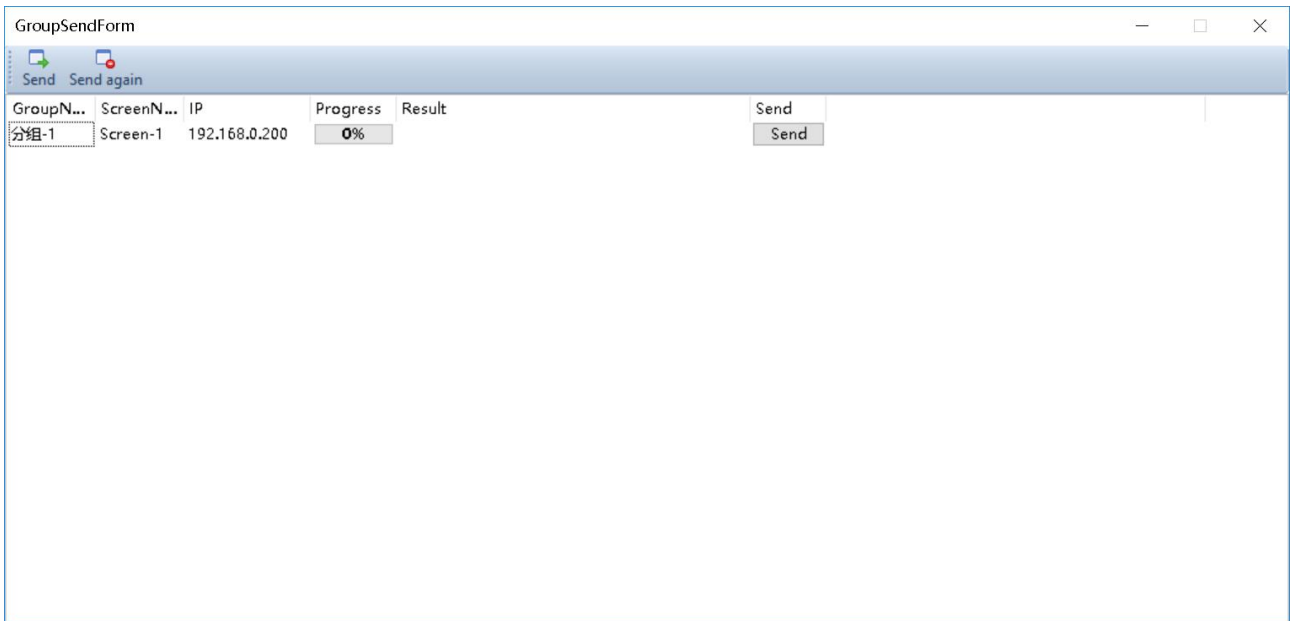 GroupSendForm
Send Send again
GroupN... ScreenN... IP Progress Result Send
分组-1 Screen-1 192.168.0.200 0% Send